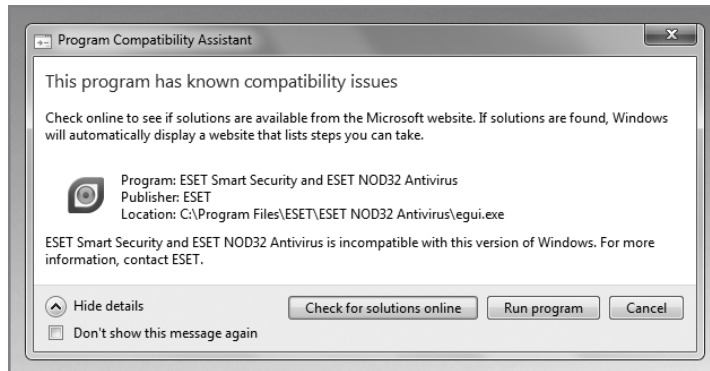 Program Compatibility Assistant
This program has known compatibility issues
Check online to see if solutions are available from the Microsoft website. If solutions are found, Windows
will automatically display a website that lists steps you can take.
Program: ESET Smart Security and ESET NOD32 Antivirus
Publisher: ESET
Location: C:\Program Files\ESET\ESET NOD32 Antivirus\egui.exe
ESET Smart Security and ESET NOD32 Antivirus is incompatible with this version of Windows. For more
information, contact ESET.
Hide details Check for solutions online Run program Cancel
Don't show this message again